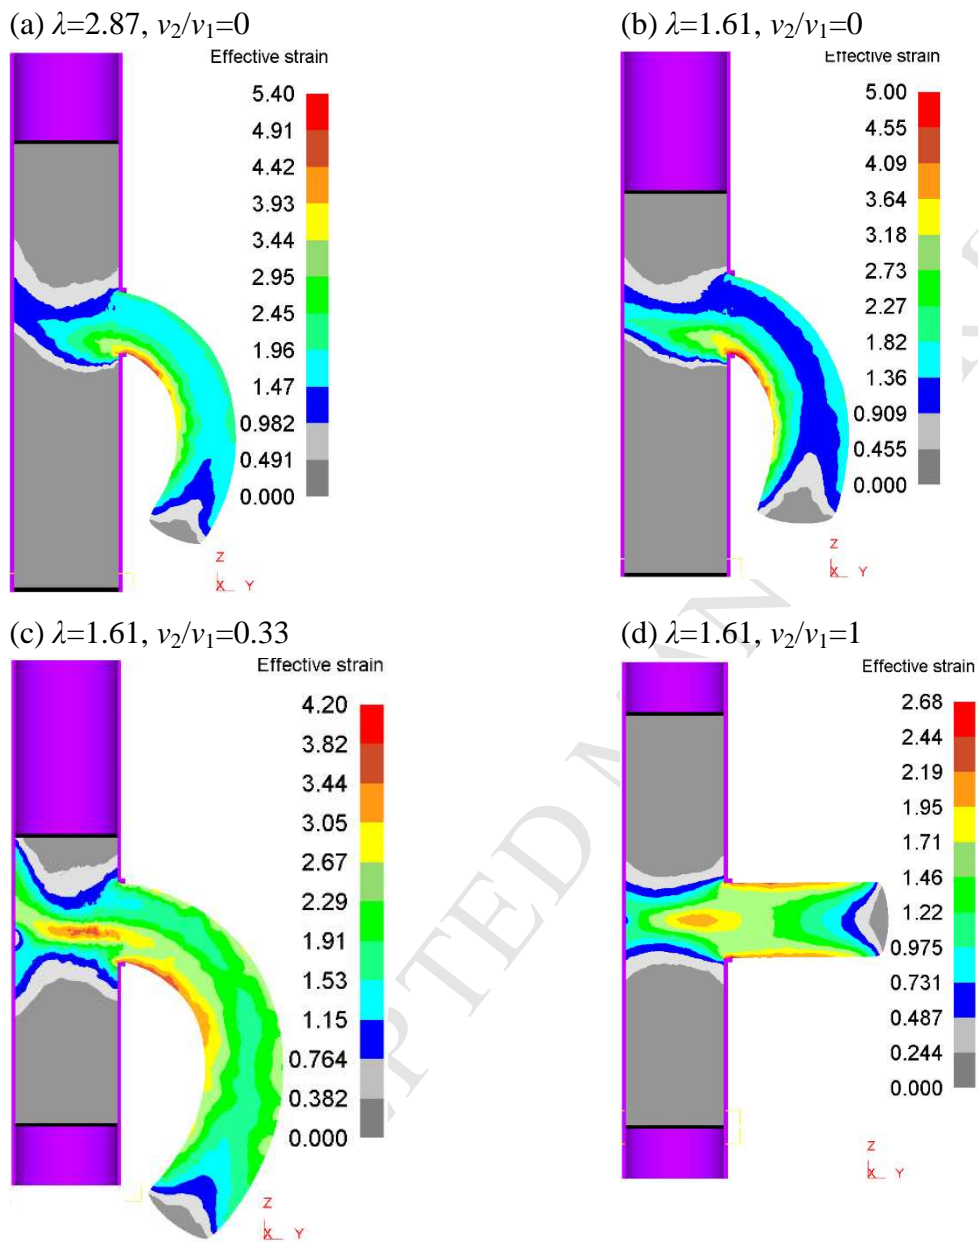 (a) λ=2.87, v₂/v₁=0
Effective strain
5.40
4.91
4.42
3.93
3.44
2.95
2.45
1.96
1.47
0.982
0.491
0.000
Z
X Y
(b) λ=1.61, v₂/v₁=0
Effective strain
5.00
4.55
4.09
3.64
3.18
2.73
2.27
1.82
1.36
0.909
0.455
0.000
Z
X Y
(c) λ=1.61, v₂/v₁=0.33
Effective strain
4.20
3.82
3.44
3.05
2.67
2.29
1.91
1.53
1.15
0.764
0.382
0.000
Z
X Y
(d) λ=1.61, v₂/v₁=1
Effective strain
2.68
2.44
2.19
1.95
1.71
1.46
1.22
0.975
0.731
0.487
0.244
0.000
Z
X Y
EPTED MAN